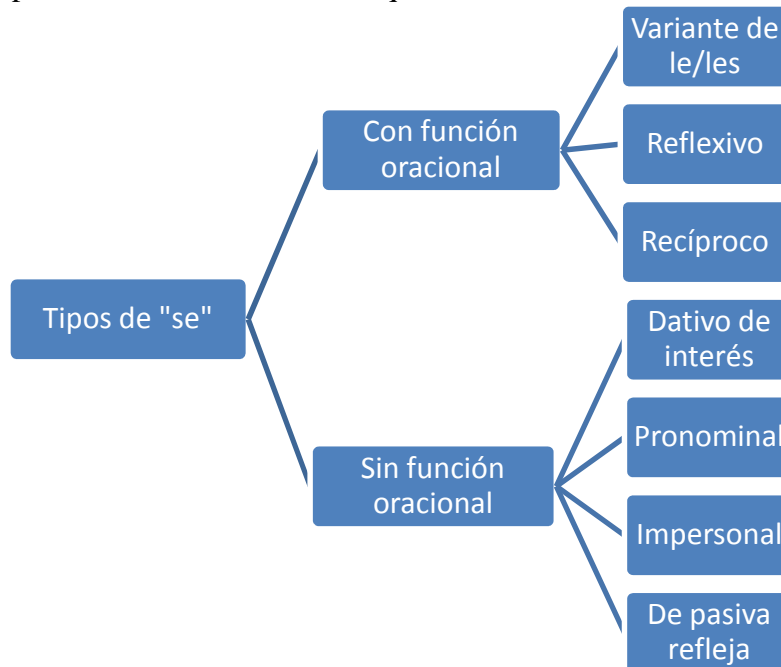 Variante de
le/les
Con función
oracional
Reflexivo
Recíproco
Tipos de "se"
Dativo de
interés
Sin función
oracional
Pronominal
Impersonal
De pasiva
refleja